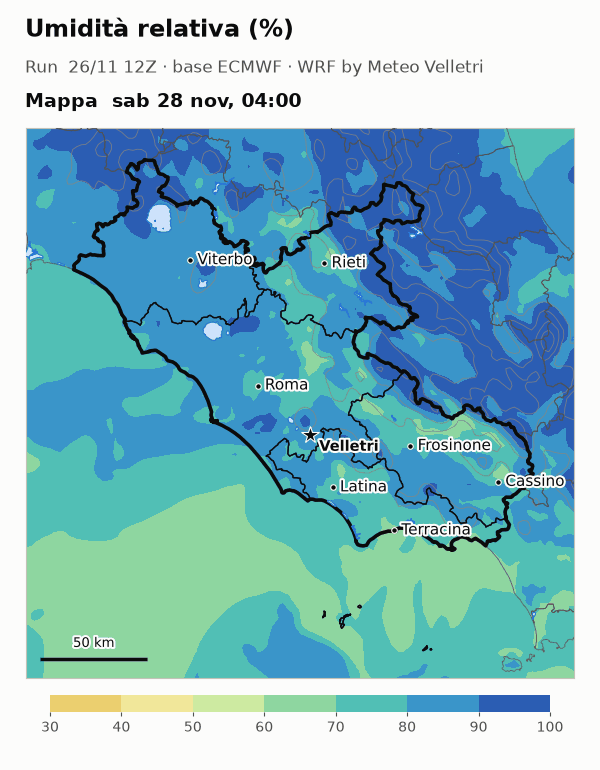 Umidità relativa (%)
Run  26/11 12Z · base ECMWF · WRF by Meteo Velletri
Mappa  sab 28 nov, 04:00
Viterbo
Rieti
Roma
Velletri
Frosinone
Cassino
Latina
Terracina
50 km
30 40 50 60 70 80 90 100